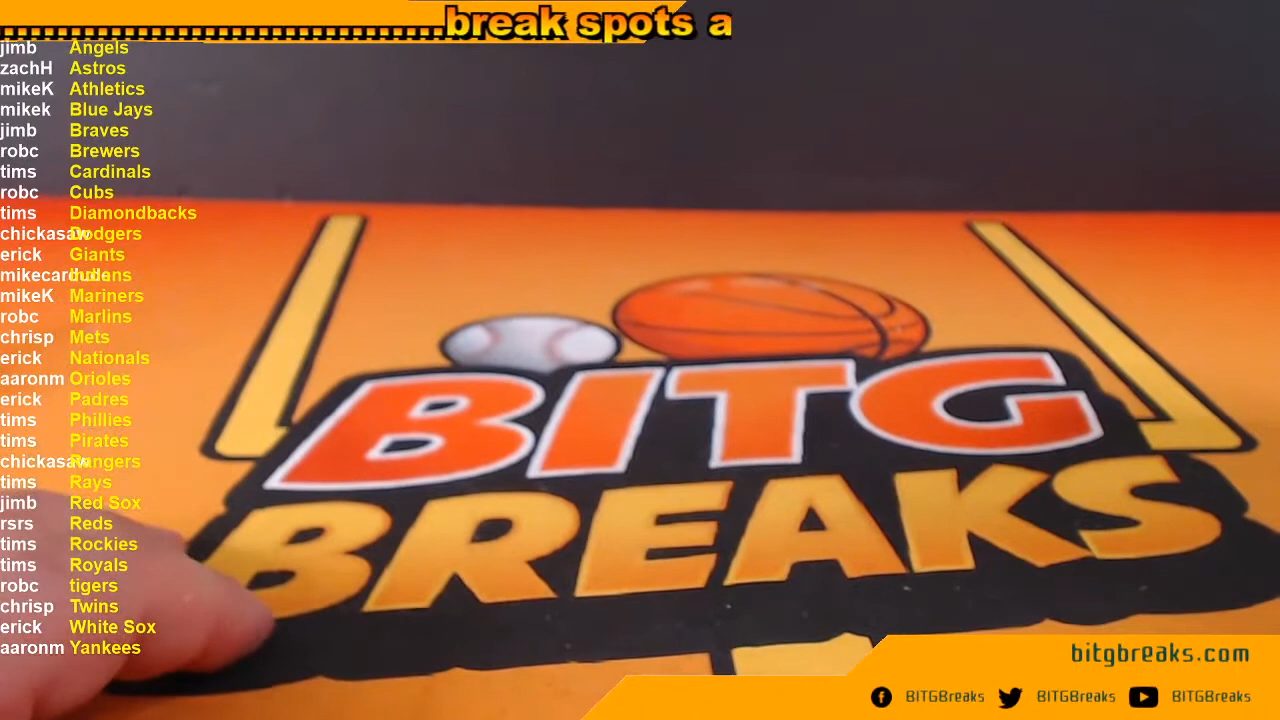 break spots a
jimb Angels
zachH Astros
mikeK Athletics
mikek Blue Jays
jimb Braves
robc Brewers
tims Cardinals
robc Cubs
tims Diamondbacks
chickasaw Dodgers
erick Giants
mikecardude Indians
mikeK Mariners
robc Marlins
chrisp Mets
erick Nationals
aaronm Orioles
erick Padres
tims Phillies
tims Pirates
chickasaw Rangers
tims Rays
jimb Red Sox
rsrs Reds
tims Rockies
tims Royals
robc tigers
chrisp Twins
erick White Sox
aaronm Yankees
BITG
BREAKS
bitgbreaks.com
BITGBreaks BITGBreaks BITGBreaks